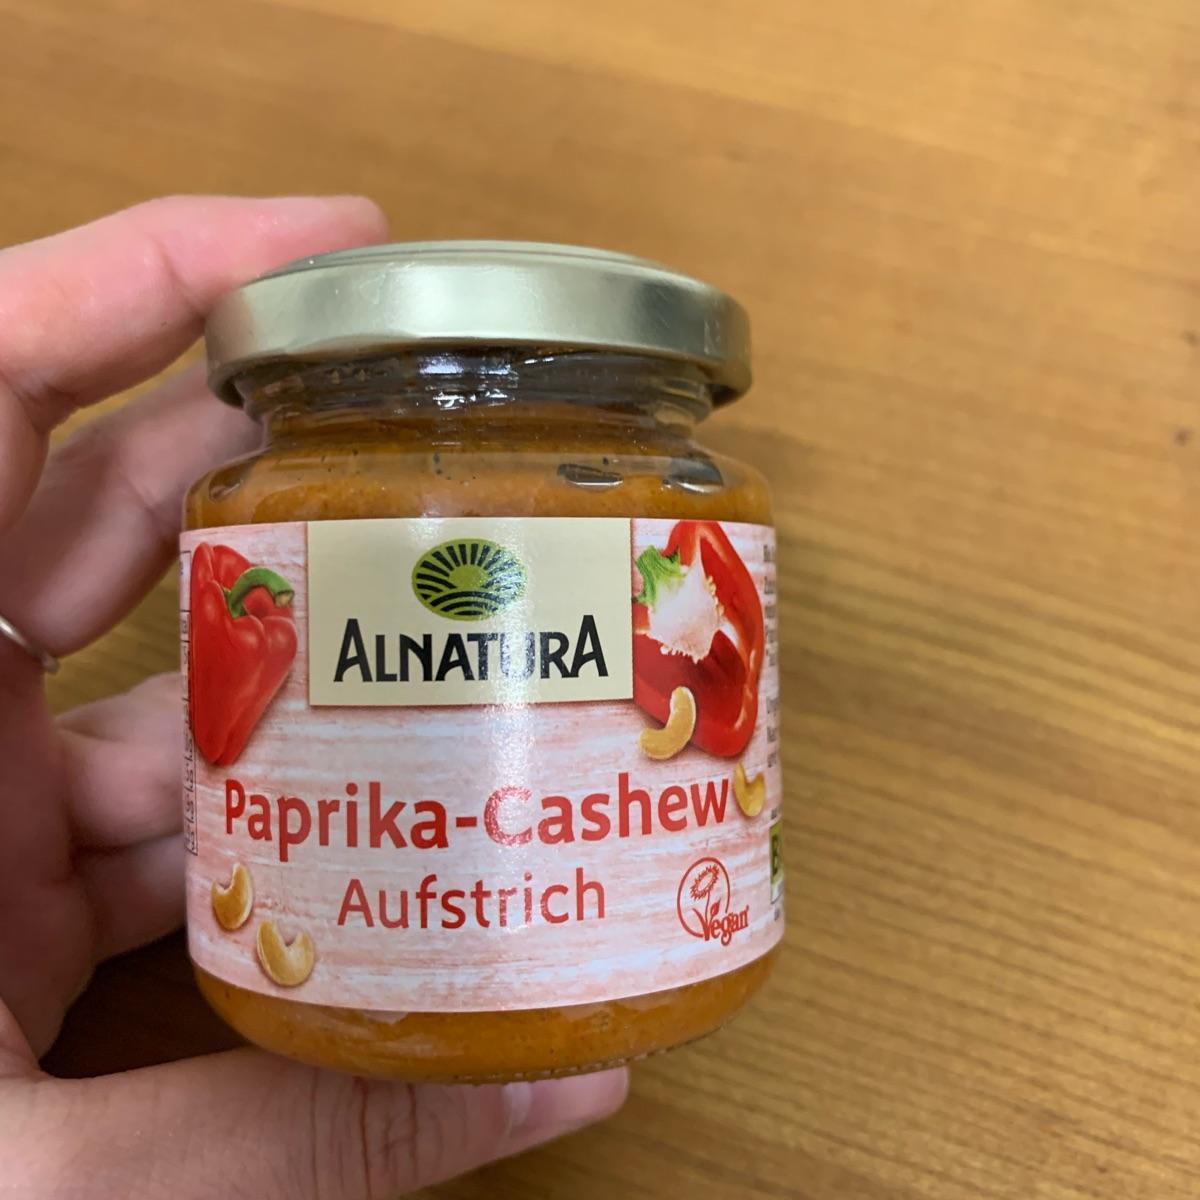 ALNATURA
Paprika-Cashew
Aufstrich
Vegan